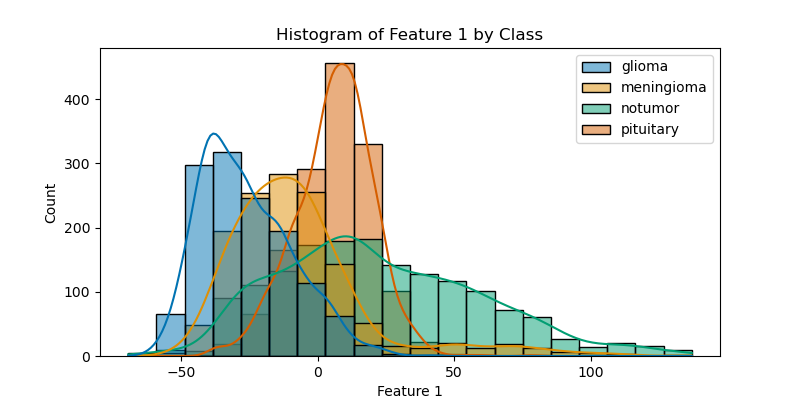 Histogram of Feature 1 by Class
glioma
meningioma
notumor
pituitary
Count
400
300
200
100
0
−50
0
50
100
Feature 1